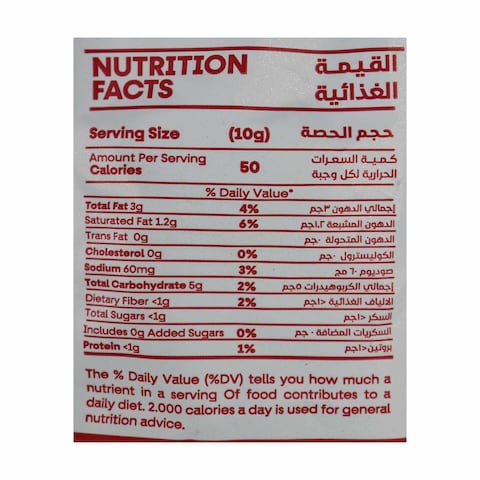 NUTRITION FACTS القيمة الغذائية
Serving Size (10g) حجم الحصة
Amount Per Serving كمية السعرات
Calories 50 الحرارية لكل وجبة
% Daily Value*
Total Fat 3g 4% إجمالي الدهون ٣جم
Saturated Fat 1.2g 6% الدهون المشبعة ١.٢جم
Trans Fat 0g الدهون المتحولة ٠جم
Cholesterol 0g 0% الكوليسترول ٠جم
Sodium 60mg 3% صوديوم ٦٠ مج
Total Carbohydrate 5g 2% إجمالي الكربوهيدرات ٥جم
Dietary Fiber <1g 2% الالياف الغذائية <١جم
Total Sugars <1g السكر <١جم
Includes 0g Added Sugars 0% السكريات المضافة ٠ جم
Protein <1g 1% بروتين <١جم
The % Daily Value (%DV) tells you how much a
nutrient in a serving Of food contributes to a
daily diet. 2,000 calories a day is used for general
nutrition advice.